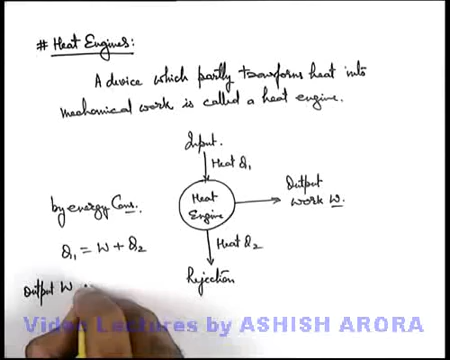 # Heat Engines:
A device which partly transforms heat into
mechanical work is called a heat engine.
Input.
Heat Q₁
Heat
Engine
Output
work W.
by energy Cons.
Q₁ = W + Q₂
Heat Q₂
Rejection
Output W
Video Lectures by ASHISH ARORA